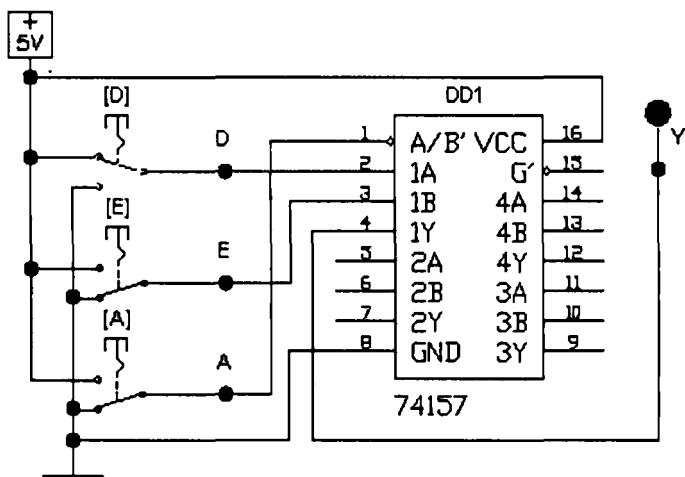 +
5V
[D]
D
[E]
E
[A]
A
DD1
1 A/B' VCC 16
2 1A G' 15
3 1B 4A 14
4 1Y 4B 13
5 2A 4Y 12
6 2B 3A 11
7 2Y 3B 10
8 GND 3Y 9
74157
Y